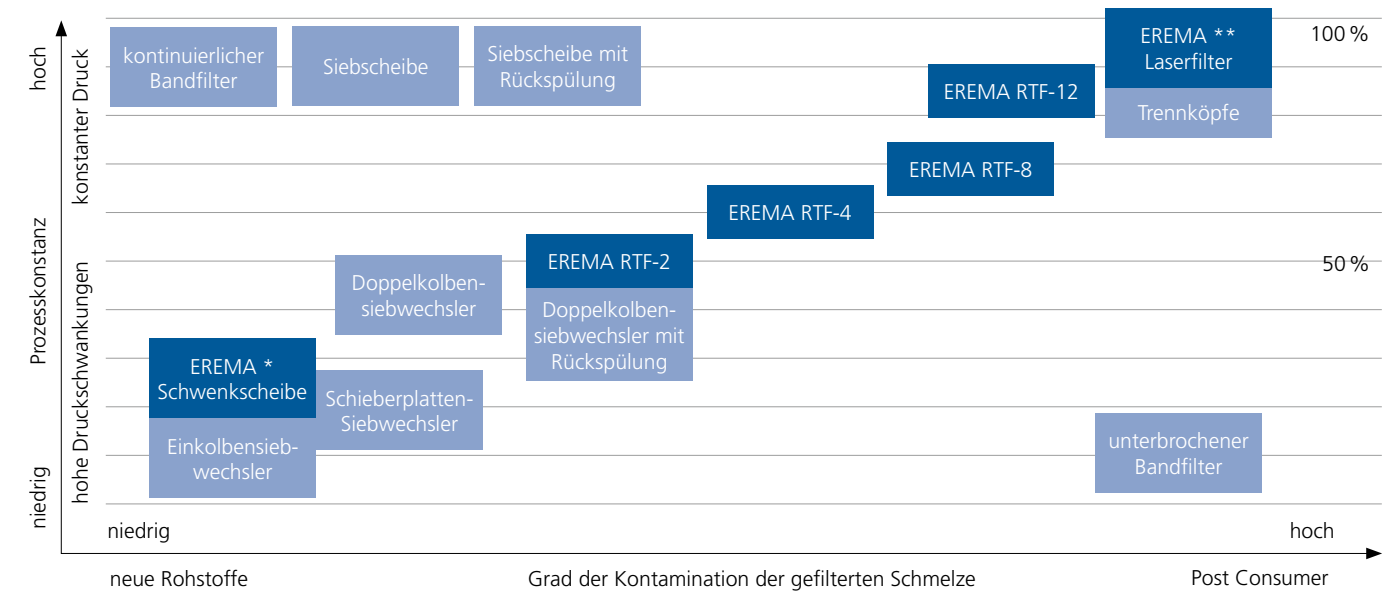 hoch
Prozesskonstanz
niedrig
konstanter Druck
hohe Druckschwankungen
kontinuierlicher
Bandfilter
Siebscheibe
Siebscheibe mit
Rückspülung
EREMA **
Laserfilter
Trennköpfe
100 %
EREMA RTF-12
EREMA RTF-8
EREMA RTF-4
EREMA RTF-2
50 %
Doppelkolben-
siebwechsler
Doppelkolben-
siebwechsler mit
Rückspülung
EREMA *
Schwenkscheibe
Schieberplatten-
Siebwechsler
Einkolbensieb-
wechsler
unterbrochener
Bandfilter
niedrig
hoch
neue Rohstoffe
Grad der Kontamination der gefilterten Schmelze
Post Consumer